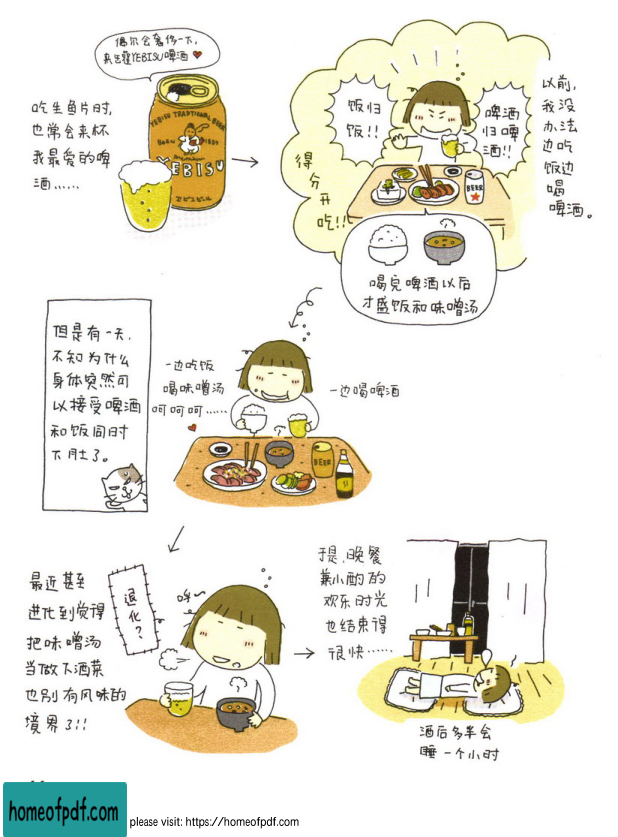 偶尔会奢侈一下,
来罐YEBISU啤酒♥
吃生鱼片时,
也常会来杯
我最爱的啤
酒……
YEBISU TRADITIONAL BEER
YEBISU
ヱビスビール
以前,
我没
办法
边吃
饭边
喝
啤酒。
饭归
饭!!
啤酒
归啤
酒!!
得分开吃!!
BEER
喝完啤酒以后
才盛饭和味噌汤
但是有一天,
不知为什么
身体突然可
以接受啤酒
和饭同时
下肚了。
一边吃饭
喝味噌汤
呵呵呵……
♥
一边喝啤酒
BEER
最近甚至
进化到觉得
把味噌汤
当做下酒菜
也别有风味的
境界了!!
退化?
呼~
于是,晚餐
兼小酌的
欢乐时光
也结束得
很快……
酒后多半会
睡一个小时
homeofpdf.com
please visit: https://homeofpdf.com